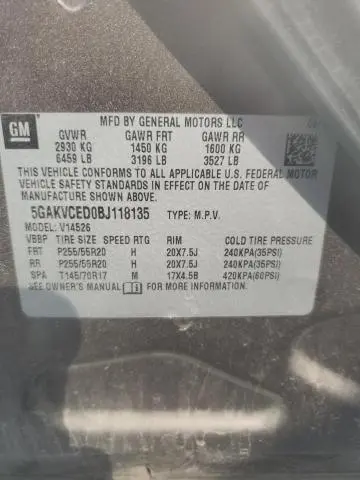 GM
MFD BY GENERAL MOTORS LLC
GVWR GAWR FRT GAWR RR
2930 KG 1450 KG 1600 KG
6459 LB 3196 LB 3527 LB
THIS VEHICLE CONFORMS TO ALL APPLICABLE U.S. FEDERAL MOTOR
VEHICLE SAFETY STANDARDS IN EFFECT ON THE DATE OF
MANUFACTURE SHOWN ABOVE.
5GAKVCED0BJ118135 TYPE: M.P.V.
MODEL: V14526
VBBP TIRE SIZE SPEED RTG RIM COLD TIRE PRESSURE
FRT P255/55R20 H 20X7.5J 240KPA(35PSI)
RR P255/55R20 H 20X7.5J 240KPA(35PSI)
SPA T145/70R17 M 17X4.5B 420KPA(60PSI)
SEE OWNER'S MANUAL FOR MORE INFORMATION.